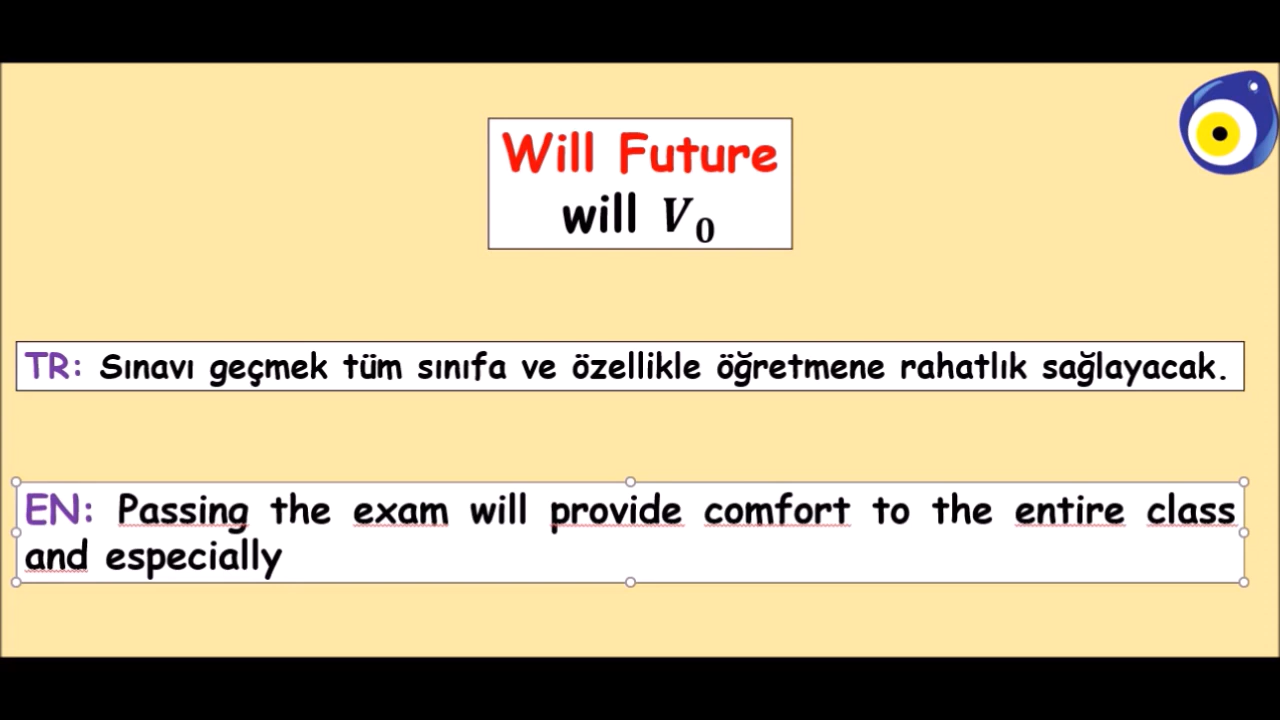 Will Future
will V₀
TR: Sınavı geçmek tüm sınıfa ve özellikle öğretmene rahatlık sağlayacak.
EN: Passing the exam will provide comfort to the entire class
and especially